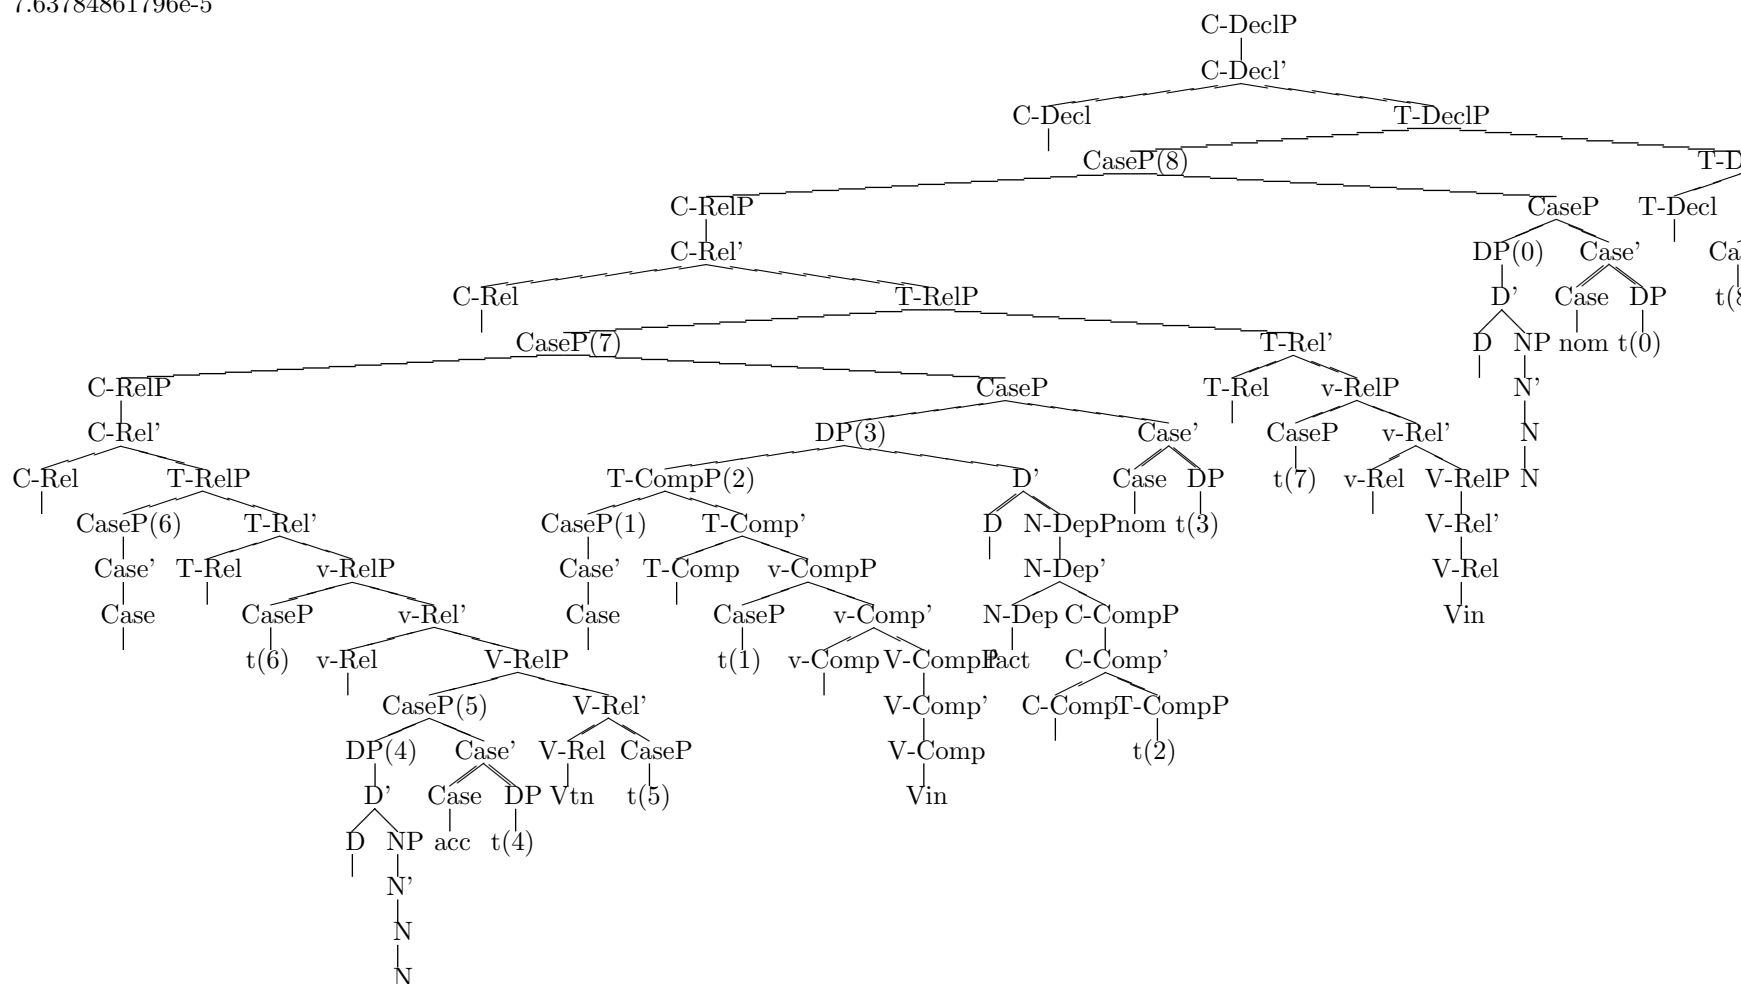 7.63784861796e-5
C-DeclP
C-Decl'
C-Decl T-DeclP
CaseP(8) T-D
C-RelP CaseP T-Decl
C-Rel' DP(0) Case' Ca
C-Rel T-RelP D' Case DP t(8
CaseP(7) T-Rel' D NP nom t(0)
C-RelP CaseP T-Rel v-RelP N'
C-Rel' DP(3) Case' CaseP v-Rel' N
C-Rel T-RelP T-CompP(2) D' Case DP t(7) v-Rel V-RelP N
CaseP(6) T-Rel' CaseP(1) T-Comp' D N-DepP nom t(3) V-Rel'
Case' T-Rel v-RelP Case' T-Comp v-CompP N-Dep' V-Rel
Case CaseP v-Rel' Case CaseP v-Comp' N-Dep C-CompP Vin
t(6) v-Rel V-RelP t(1) v-Comp V-CompP C-Comp'
CaseP(5) V-Rel' V-Comp' C-Comp T-CompP
DP(4) Case' V-Rel CaseP V-Comp t(2)
D' Case DP Vtn t(5) Vin
D NP acc t(4)
N'
N
N